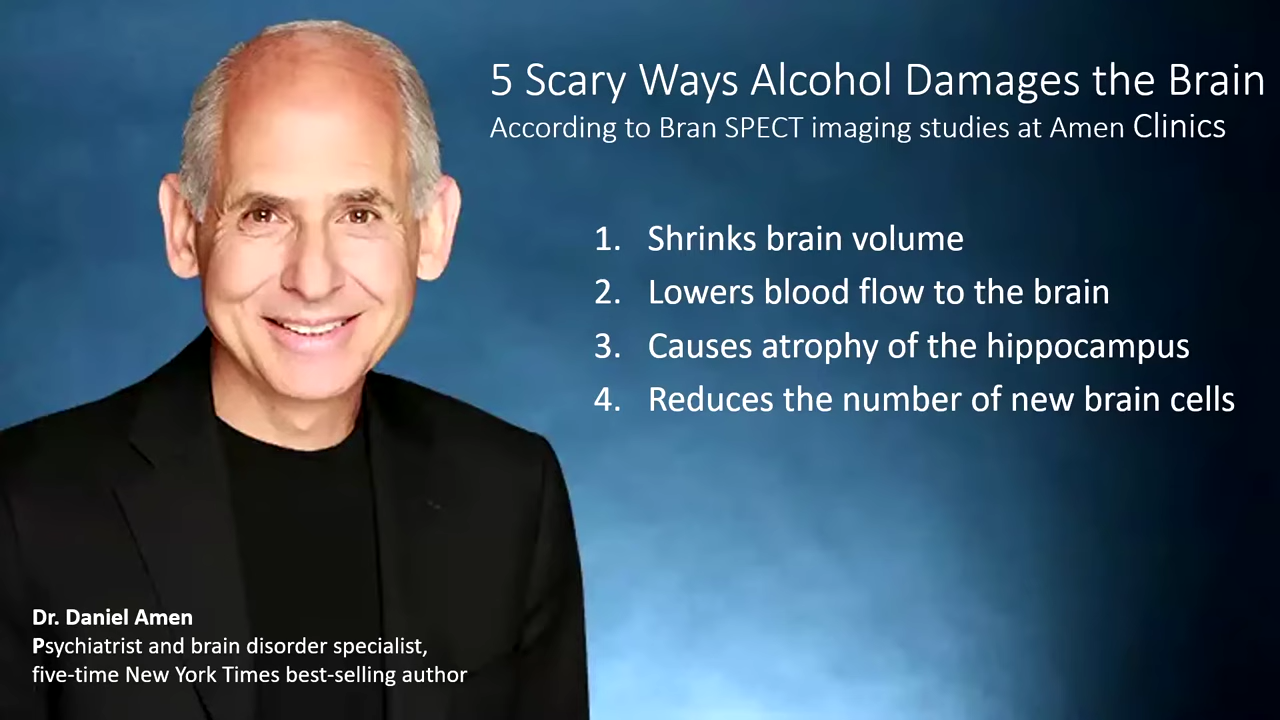 5 Scary Ways Alcohol Damages the Brain
According to Bran SPECT imaging studies at Amen Clinics
1. Shrinks brain volume
2. Lowers blood flow to the brain
3. Causes atrophy of the hippocampus
4. Reduces the number of new brain cells
Dr. Daniel Amen
Psychiatrist and brain disorder specialist,
five-time New York Times best-selling author